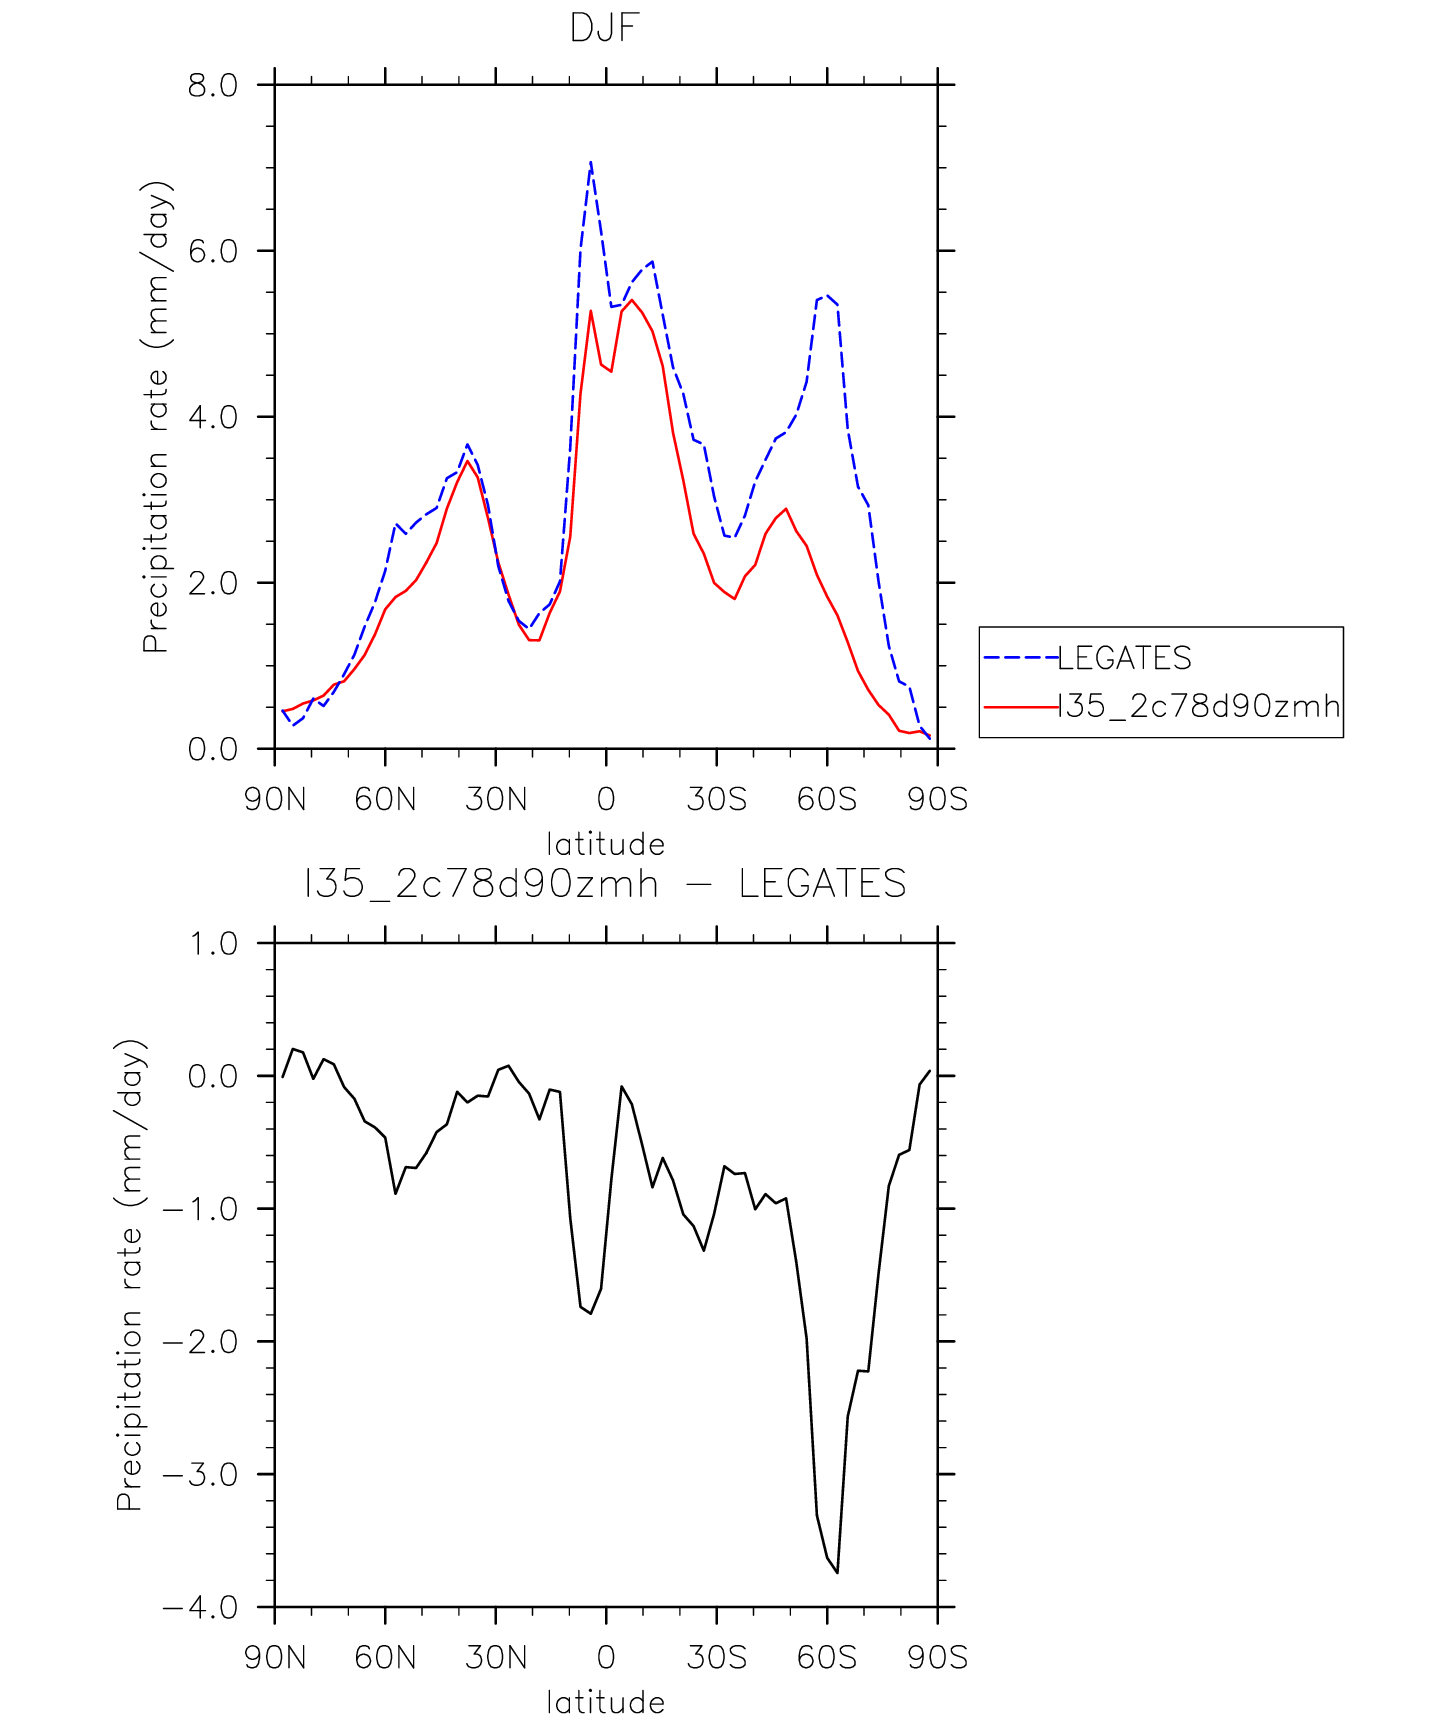 DJF
8.0
6.0
4.0
2.0
0.0
Precipitation rate (mm/day)
90N 60N 30N 0 30S 60S 90S
latitude
LEGATES
I35_2c78d90zmh
I35_2c78d90zmh – LEGATES
1.0
0.0
−1.0
−2.0
−3.0
−4.0
Precipitation rate (mm/day)
90N 60N 30N 0 30S 60S 90S
latitude